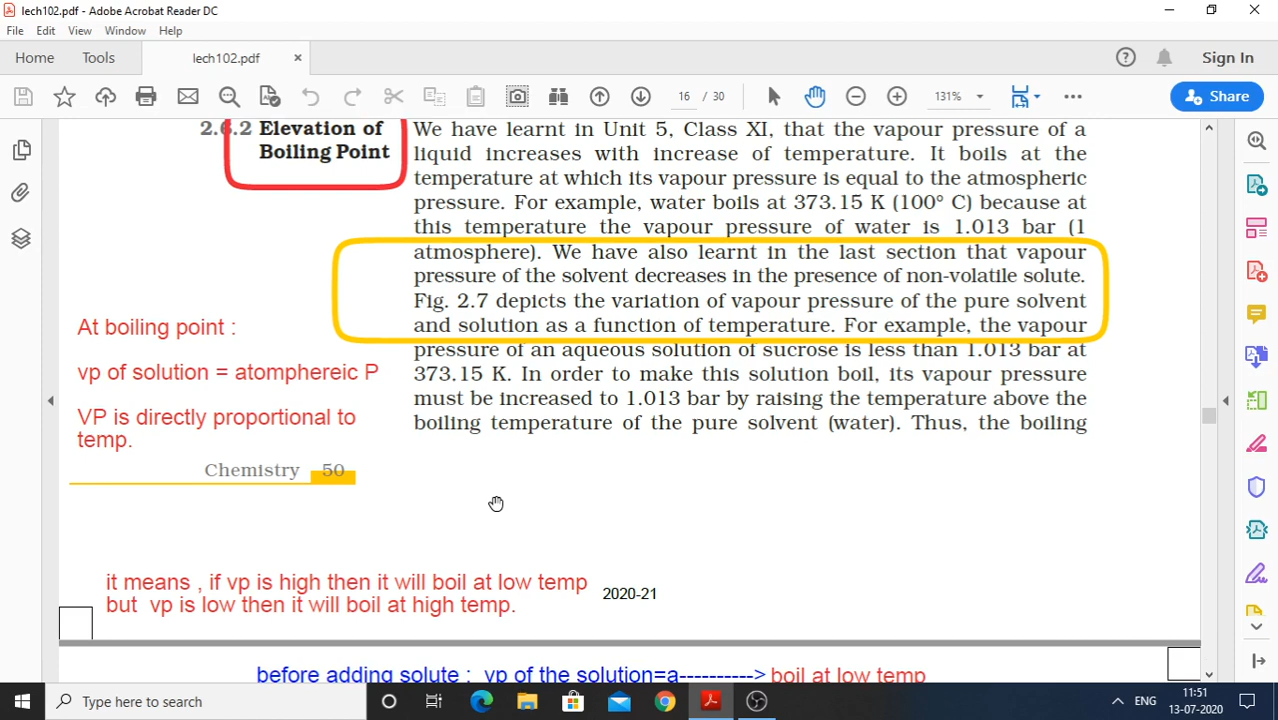 lech102.pdf - Adobe Acrobat Reader DC
File Edit View Window Help
Home Tools lech102.pdf × Sign In
16 / 30 131% Share
2.6.2 Elevation of
Boiling Point
We have learnt in Unit 5, Class XI, that the vapour pressure of a
liquid increases with increase of temperature. It boils at the
temperature at which its vapour pressure is equal to the atmospheric
pressure. For example, water boils at 373.15 K (100° C) because at
this temperature the vapour pressure of water is 1.013 bar (1
atmosphere). We have also learnt in the last section that vapour
pressure of the solvent decreases in the presence of non-volatile solute.
Fig. 2.7 depicts the variation of vapour pressure of the pure solvent
and solution as a function of temperature. For example, the vapour
pressure of an aqueous solution of sucrose is less than 1.013 bar at
373.15 K. In order to make this solution boil, its vapour pressure
must be increased to 1.013 bar by raising the temperature above the
boiling temperature of the pure solvent (water). Thus, the boiling
At boiling point :
vp of solution = atomphereic P
VP is directly proportional to
temp.
Chemistry 50
it means , if vp is high then it will boil at low temp
but vp is low then it will boil at high temp.
2020-21
before adding solute : vp of the solution=a----------> boil at low temp
Type here to search
ENG
11:51
13-07-2020